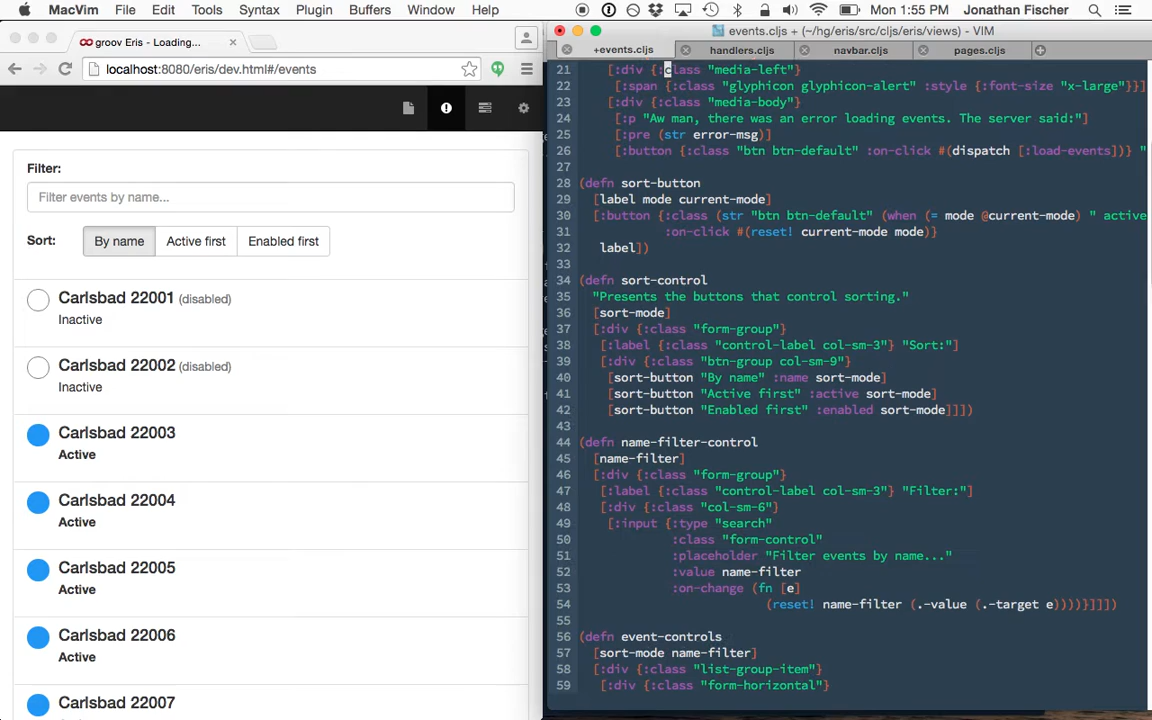 MacVim File Edit Tools Syntax Plugin Buffers Window Help Mon 1:55 PM Jonathan Fischer
groov Eris - Loading...
localhost:8080/eris/dev.html#/events
Filter:
Filter events by name...
Sort: By name Active first Enabled first
Carlsbad 22001 (disabled)
Inactive
Carlsbad 22002 (disabled)
Inactive
Carlsbad 22003
Active
Carlsbad 22004
Active
Carlsbad 22005
Active
Carlsbad 22006
Active
Carlsbad 22007
events.cljs + (~/hg/eris/src/cljs/eris/views) - VIM
+events.cljs handlers.cljs navbar.cljs pages.cljs
21 [:div {:class "media-left"}
22 [:span {:class "glyphicon glyphicon-alert" :style {:font-size "x-large"}}]
23 [:div {:class "media-body"}
24 [:p "Aw man, there was an error loading events. The server said:"]
25 [:pre (str error-msg)]
26 [:button {:class "btn btn-default" :on-click #(dispatch [:load-events])} "
27
28 (defn sort-button
29 [label mode current-mode]
30 [:button {:class (str "btn btn-default" (when (= mode @current-mode) " active
31 :on-click #(reset! current-mode mode)}
32 label])
33
34 (defn sort-control
35 "Presents the buttons that control sorting."
36 [sort-mode]
37 [:div {:class "form-group"}
38 [:label {:class "control-label col-sm-3"} "Sort:"]
39 [:div {:class "btn-group col-sm-9"}
40 [sort-button "By name" :name sort-mode]
41 [sort-button "Active first" :active sort-mode]
42 [sort-button "Enabled first" :enabled sort-mode]]])
43
44 (defn name-filter-control
45 [name-filter]
46 [:div {:class "form-group"}
47 [:label {:class "control-label col-sm-3"} "Filter:"]
48 [:div {:class "col-sm-6"}
49 [:input {:type "search"
50 :class "form-control"
51 :placeholder "Filter events by name..."
52 :value name-filter
53 :on-change (fn [e]
54 (reset! name-filter (.-value (.-target e))))}]]])
55
56 (defn event-controls
57 [sort-mode name-filter]
58 [:div {:class "list-group-item"}
59 [:div {:class "form-horizontal"}